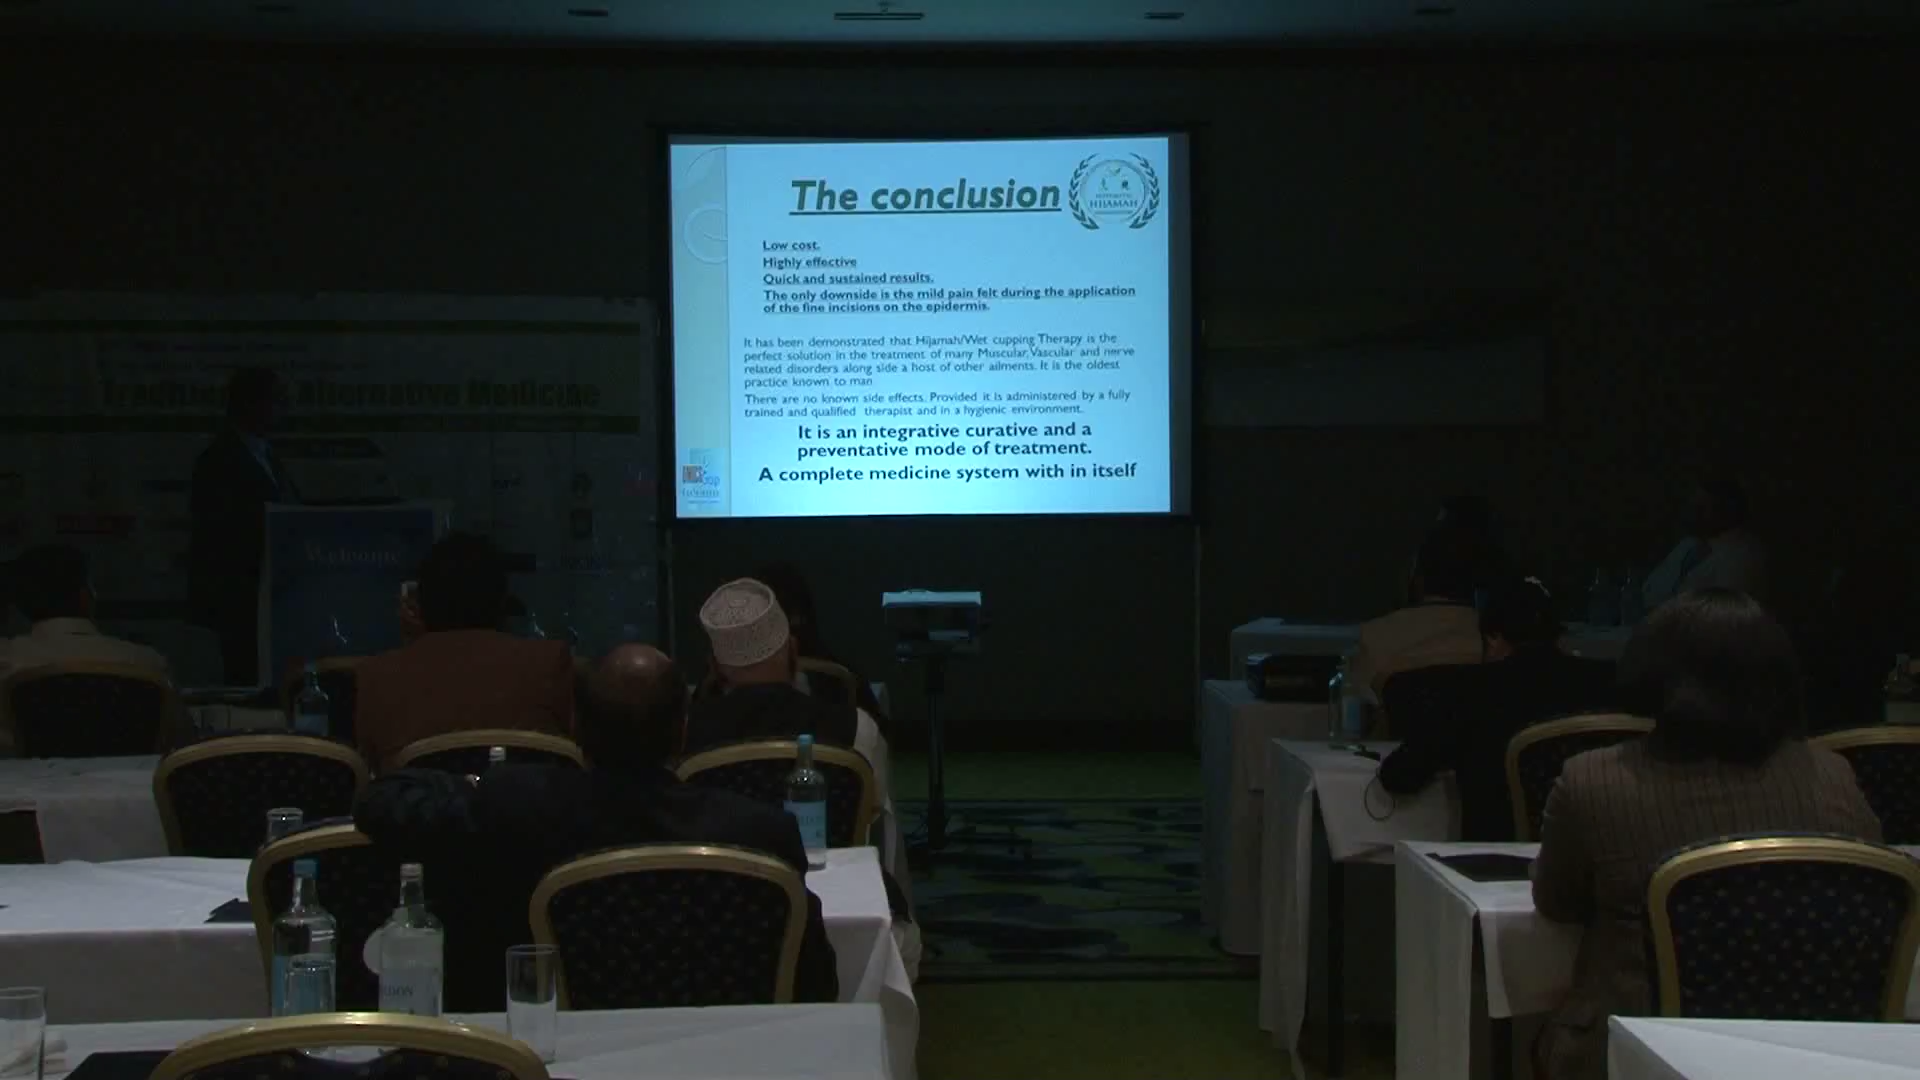 The conclusion
HIJAMAH
Low cost.
Highly effective
Quick and sustained results.
The only downside is the mild pain felt during the application
of the fine incisions on the epidermis.
It has been demonstrated that Hijamah/Wet cupping Therapy is the
perfect solution in the treatment of many Muscular, Vascular and nerve
related disorders along side a host of other ailments. It is the oldest
practice known to man
There are no known side effects. Provided it is administered by a fully
trained and qualified therapist and in a hygienic environment.
It is an integrative curative and a
preventative mode of treatment.
A complete medicine system with in itself
Alternative Medicine
Welcome